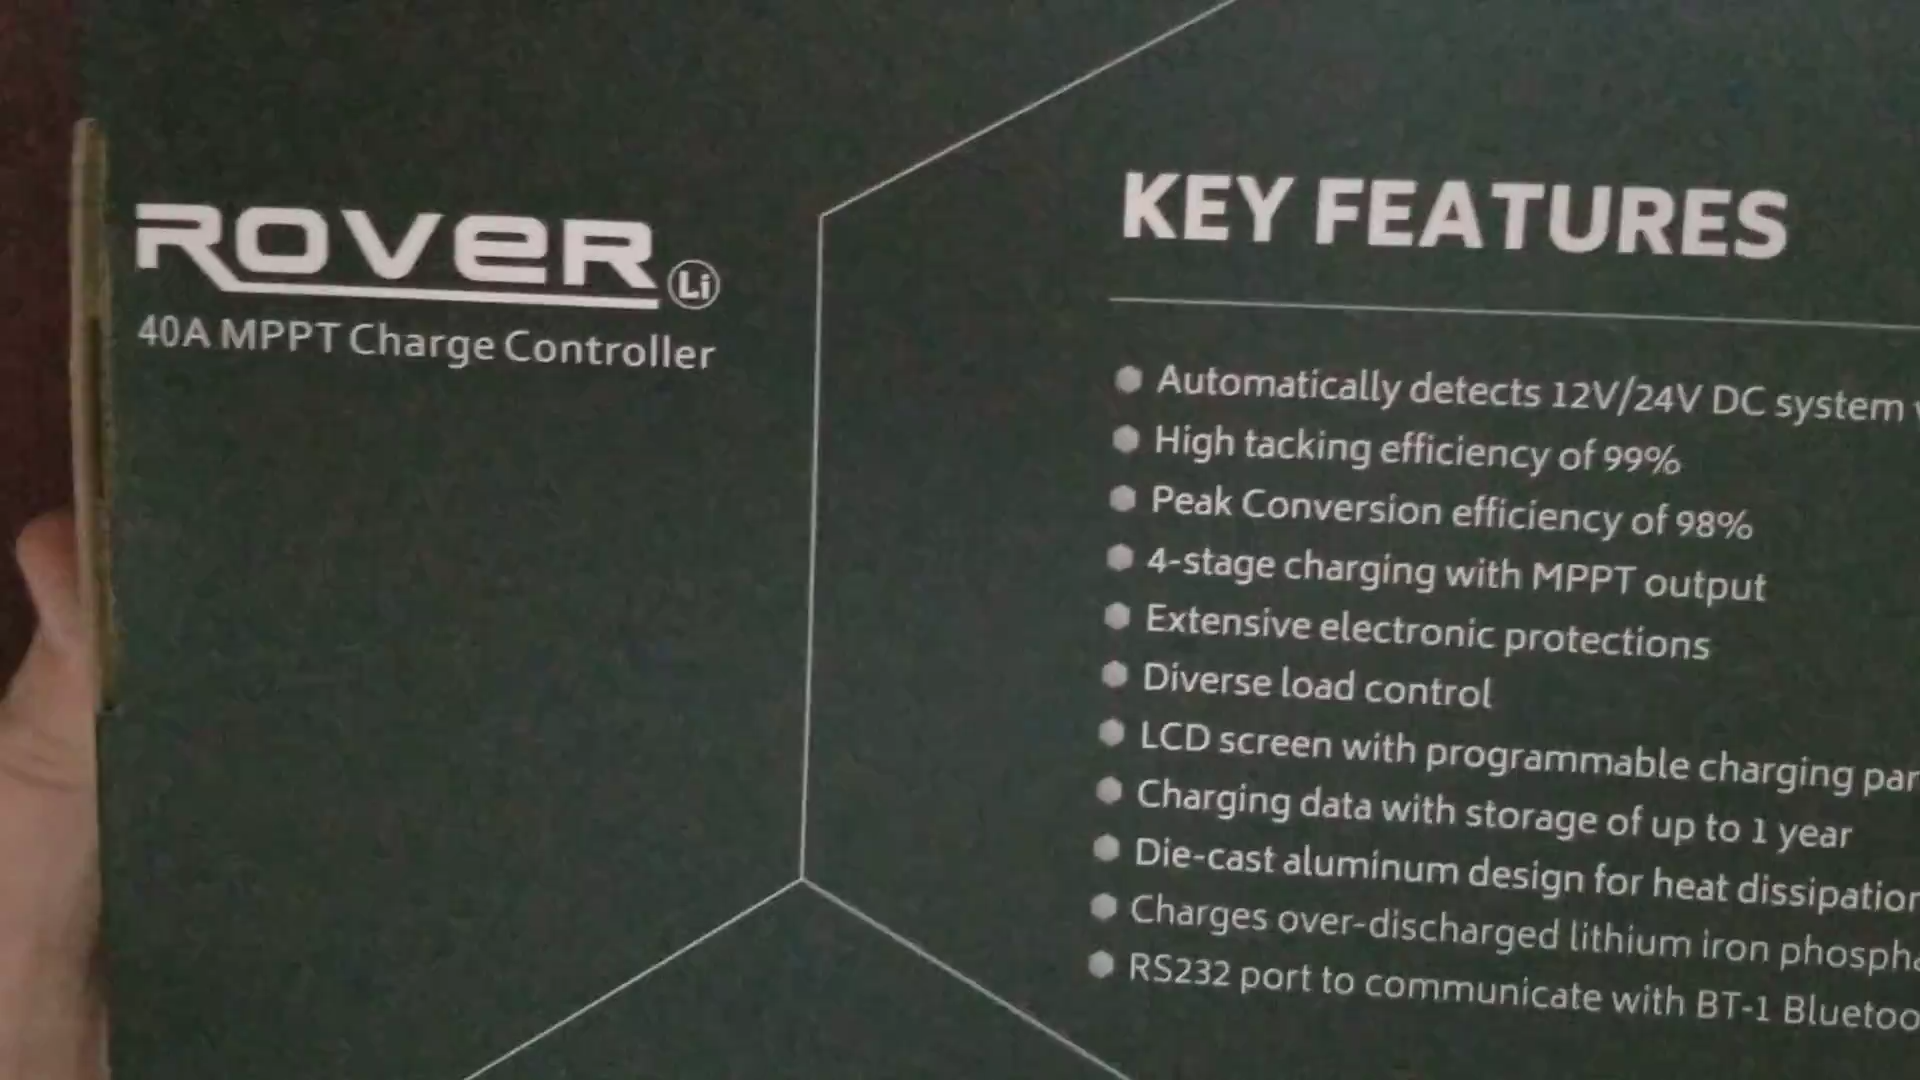 ROVER Li
40A MPPT Charge Controller
KEY FEATURES
Automatically detects 12V/24V DC system
High tacking efficiency of 99%
Peak Conversion efficiency of 98%
4-stage charging with MPPT output
Extensive electronic protections
Diverse load control
LCD screen with programmable charging
Charging data with storage of up to 1 year
Die-cast aluminum design for heat dissipation
Charges over-discharged lithium iron
RS232 port to communicate with BT-1